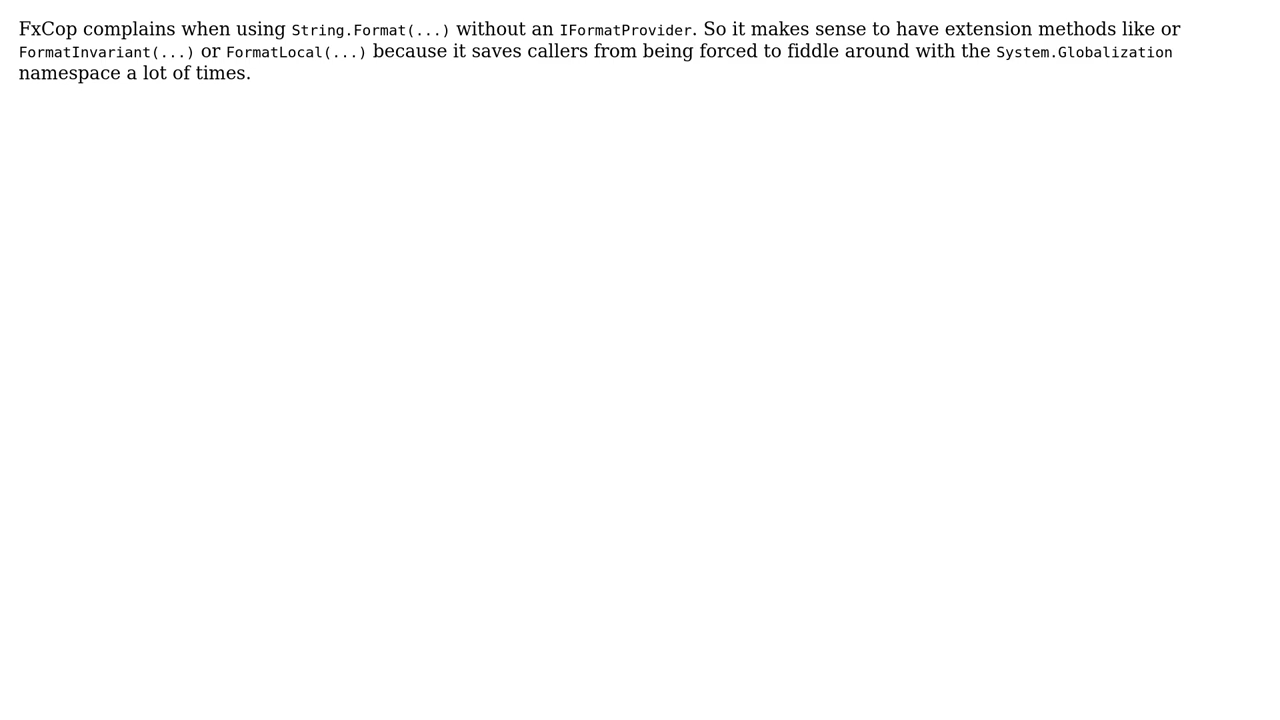 FxCop complains when using String.Format(...) without an IFormatProvider. So it makes sense to have extension methods like or
FormatInvariant(...) or FormatLocal(...) because it saves callers from being forced to fiddle around with the System.Globalization
namespace a lot of times.